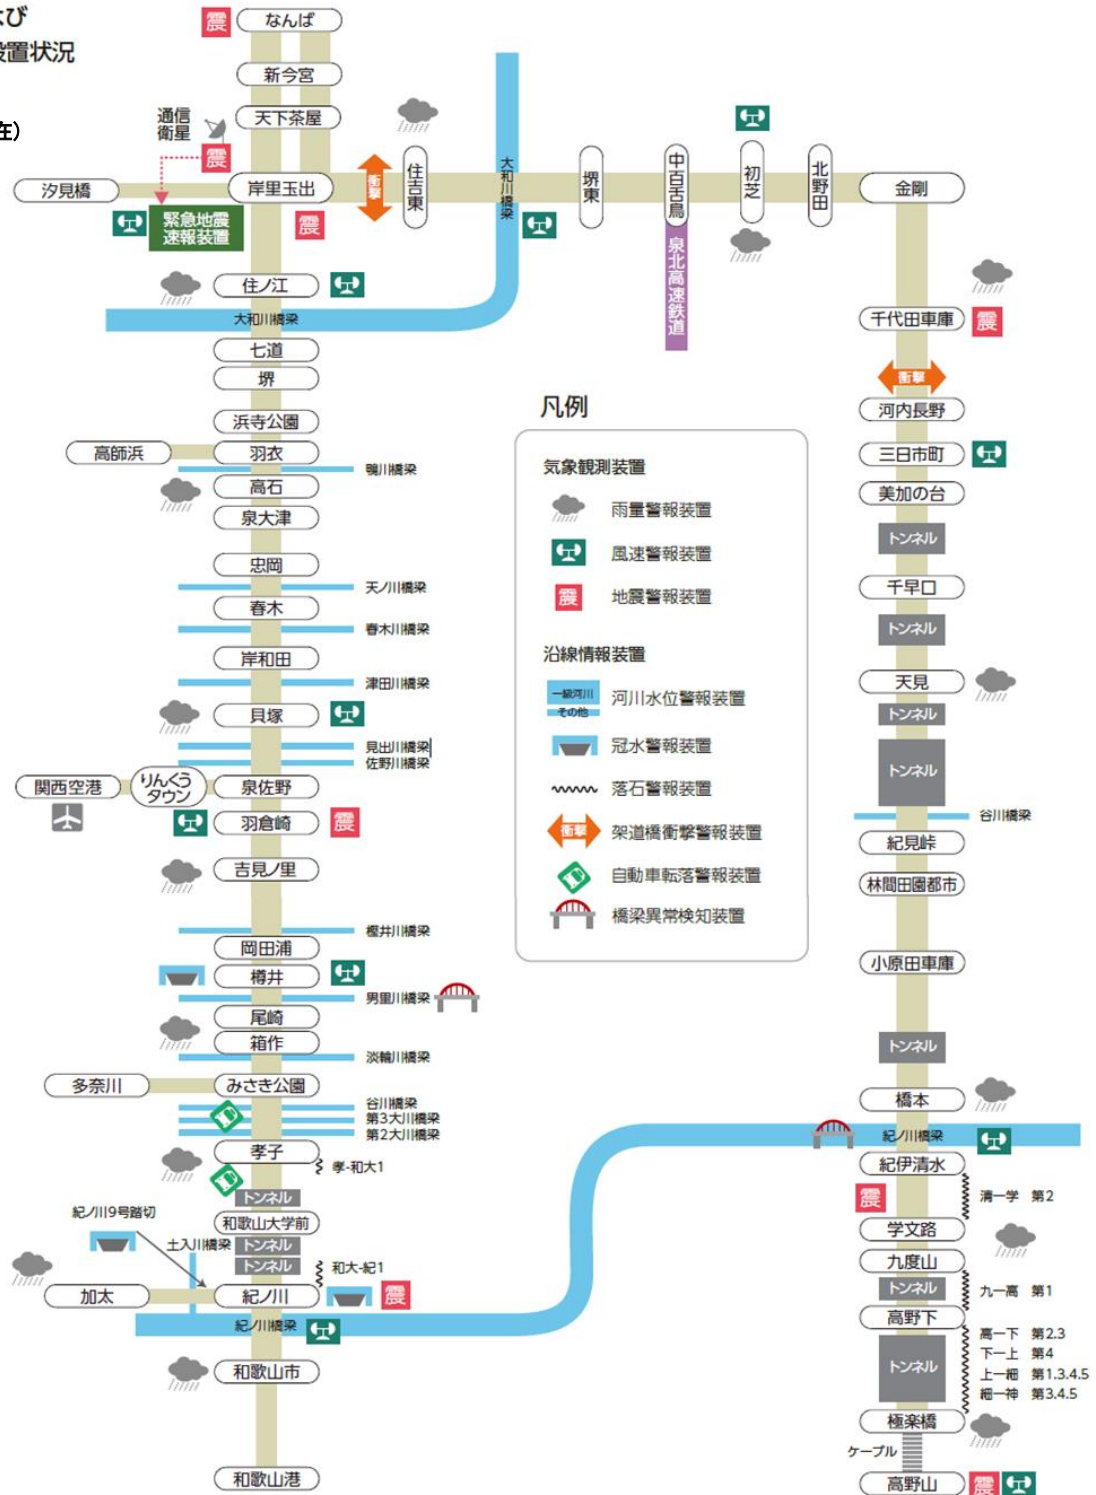 よび
設置状況
在）
震
なんば
新今宮
天下茶屋
通信
衛星
震
汐見橋
岸里玉出
衝撃
住吉東
大和川橋梁
堺東
中百舌鳥
初芝
北野田
金剛
緊急地震
速報装置
震
泉北高速鉄道
住ノ江
大和川橋梁
七道
堺
浜寺公園
高師浜
羽衣
鴨川橋梁
高石
泉大津
忠岡
天ノ川橋梁
春木
春木川橋梁
岸和田
津田川橋梁
貝塚
見出川橋梁
佐野川橋梁
関西空港
りんくう
タウン
泉佐野
羽倉崎
震
吉見ノ里
樫井川橋梁
岡田浦
樽井
男里川橋梁
尾崎
箱作
淡輪川橋梁
多奈川
みさき公園
谷川橋梁
第3大川橋梁
第2大川橋梁
孝子
孝-和大1
トンネル
紀ノ川9号踏切
和歌山大学前
土入川橋梁
トンネル
トンネル
和大-紀1
加太
紀ノ川
震
紀ノ川橋梁
和歌山市
和歌山港
凡例
気象観測装置
雨量警報装置
風速警報装置
震
地震警報装置
沿線情報装置
一級河川
その他
河川水位警報装置
冠水警報装置
落石警報装置
衝撃
架道橋衝撃警報装置
自動車転落警報装置
橋梁異常検知装置
千代田車庫
震
衝撃
河内長野
三日市町
美加の台
トンネル
千早口
トンネル
天見
トンネル
トンネル
谷川橋梁
紀見峠
林間田園都市
小原田車庫
トンネル
橋本
紀ノ川橋梁
紀伊清水
震
清ー学 第2
学文路
九度山
トンネル
九ー高 第1
高野下
高ー下 第2.3
下ー上 第4
トンネル
上ー細 第1.3.4.5
細ー神 第3.4.5
極楽橋
ケーブル
高野山
震